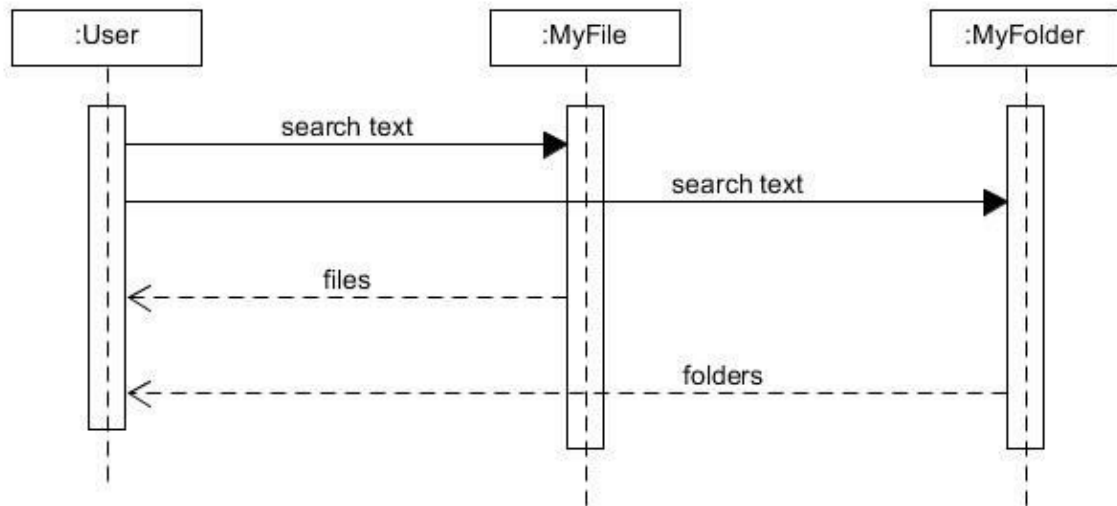 :User
:MyFile
:MyFolder
search text
search text
files
folders